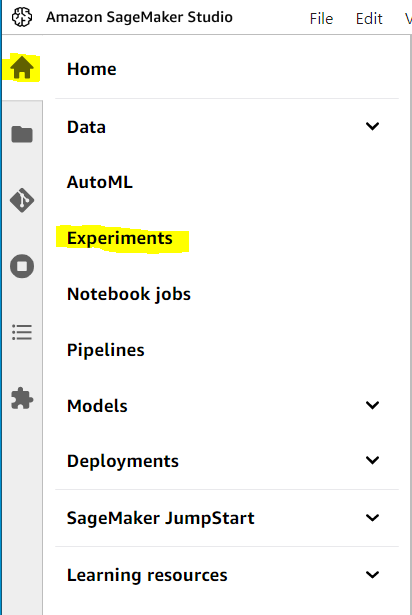 Amazon SageMaker Studio File Edit V
Home
Data
AutoML
Experiments
Notebook jobs
Pipelines
Models
Deployments
SageMaker JumpStart
Learning resources